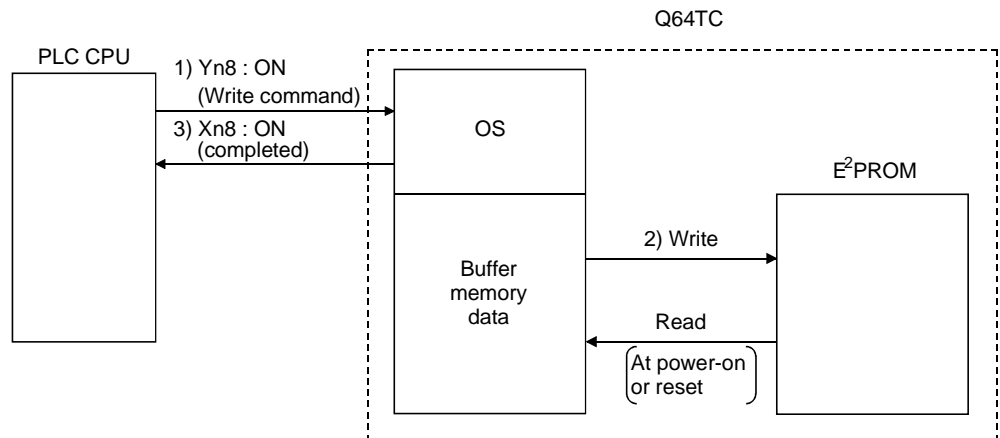 Q64TC
PLC CPU
1) Yn8 : ON
(Write command)
3) Xn8 : ON
(completed)
OS
E²PROM
2) Write
Buffer
memory
data
Read
At power-on
or reset